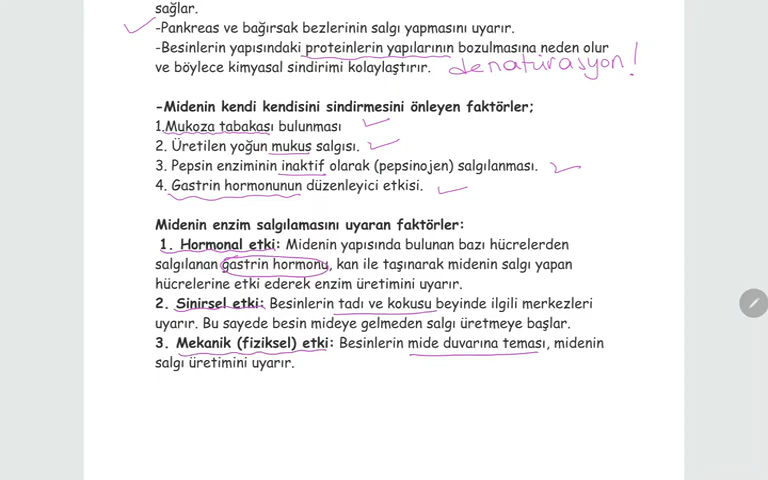 sağlar.
-Pankreas ve bağırsak bezlerinin salgı yapmasını uyarır.
-Besinlerin yapısındaki proteinlerin yapılarının bozulmasına neden olur
ve böylece kimyasal sindirimi kolaylaştırır. denatürasyon!
-Midenin kendi kendisini sindirmesini önleyen faktörler;
1.Mukoza tabakası bulunması
2. Üretilen yoğun mukus salgısı.
3. Pepsin enziminin inaktif olarak (pepsinojen) salgılanması.
4. Gastrin hormonunun düzenleyici etkisi.
Midenin enzim salgılamasını uyaran faktörler:
1. Hormonal etki: Midenin yapısında bulunan bazı hücrelerden
salgılanan gastrin hormonu, kan ile taşınarak midenin salgı yapan
hücrelerine etki ederek enzim üretimini uyarır.
2. Sinirsel etki: Besinlerin tadı ve kokusu beyinde ilgili merkezleri
uyarır. Bu sayede besin mideye gelmeden salgı üretmeye başlar.
3. Mekanik (fiziksel) etki: Besinlerin mide duvarına teması, midenin
salgı üretimini uyarır.